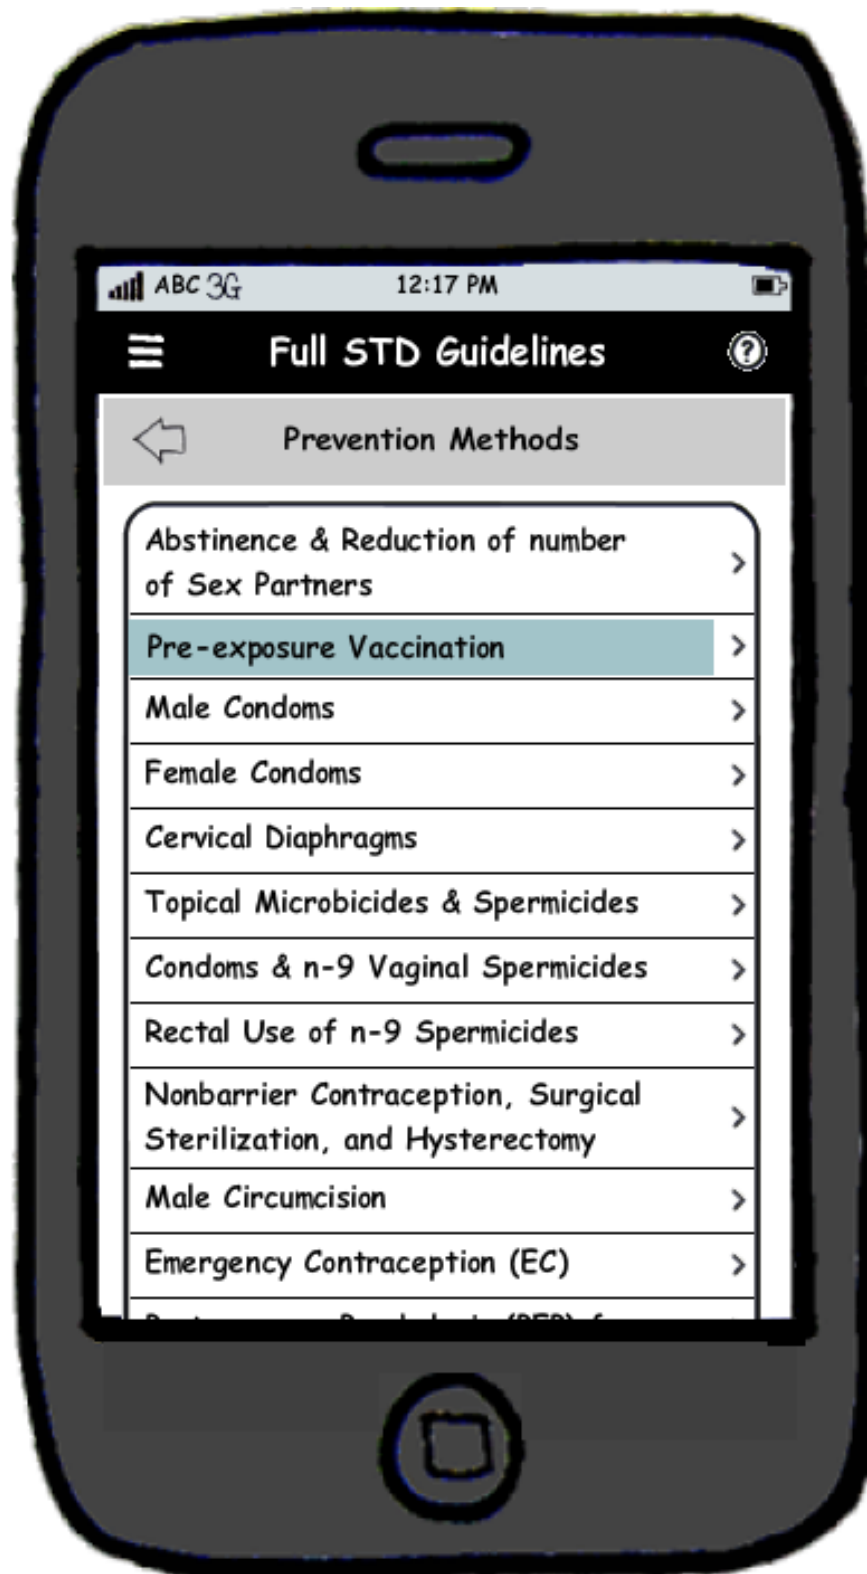 ABC 3G 12:17 PM
Full STD Guidelines ?
Prevention Methods
Abstinence & Reduction of number
of Sex Partners
Pre-exposure Vaccination
Male Condoms
Female Condoms
Cervical Diaphragms
Topical Microbicides & Spermicides
Condoms & n-9 Vaginal Spermicides
Rectal Use of n-9 Spermicides
Nonbarrier Contraception, Surgical
Sterilization, and Hysterectomy
Male Circumcision
Emergency Contraception (EC)